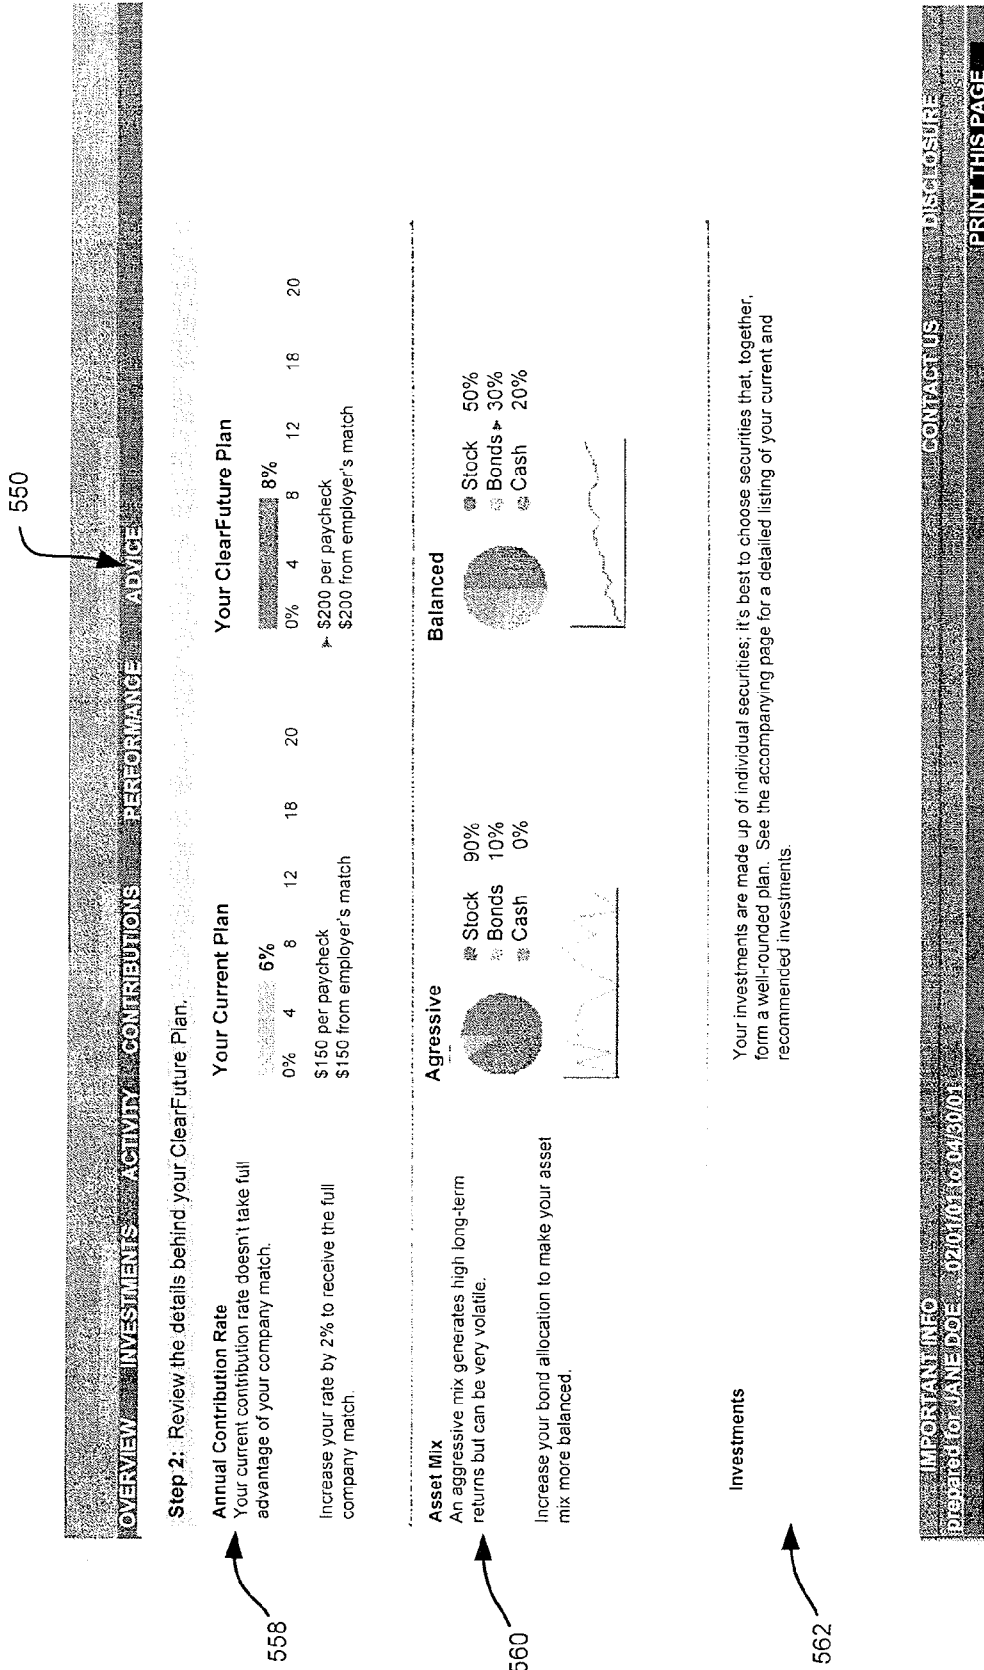 550
OVERVIEW INVESTMENTS ACTIVITY CONTRIBUTIONS PERFORMANCE ADVICE
Step 2: Review the details behind your ClearFuture Plan.
558
Annual Contribution Rate
Your current contribution rate doesn't take full
advantage of your company match.
Increase your rate by 2% to receive the full
company match.
Your Current Plan
6%
0% 4 8 12 18 20
$150 per paycheck
$150 from employer's match
Your ClearFuture Plan
8%
0% 4 8 12 18 20
$200 per paycheck
$200 from employer's match
560
Asset Mix
An aggressive mix generates high long-term
returns but can be very volatile.
Increase your bond allocation to make your asset
mix more balanced.
Agressive
Stock 90%
Bonds 10%
Cash 0%
Balanced
Stock 50%
Bonds 30%
Cash 20%
562
Investments
Your investments are made up of individual securities; it's best to choose securities that, together,
form a well-rounded plan. See the accompanying page for a detailed listing of your current and
recommended investments.
IMPORTANT INFO CONTACT US DISCLOSURE
prepared for JANE DOE 02/01/01 to 04/30/01
PRINT THIS PAGE